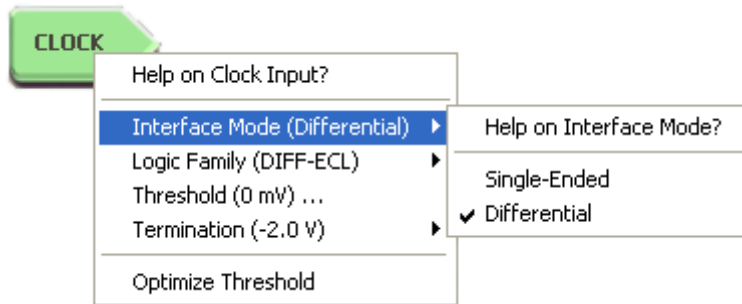 CLOCK
Help on Clock Input?
Interface Mode (Differential)
Logic Family (DIFF-ECL)
Threshold (0 mV) ...
Termination (-2.0 V)
Optimize Threshold
Help on Interface Mode?
Single-Ended
Differential